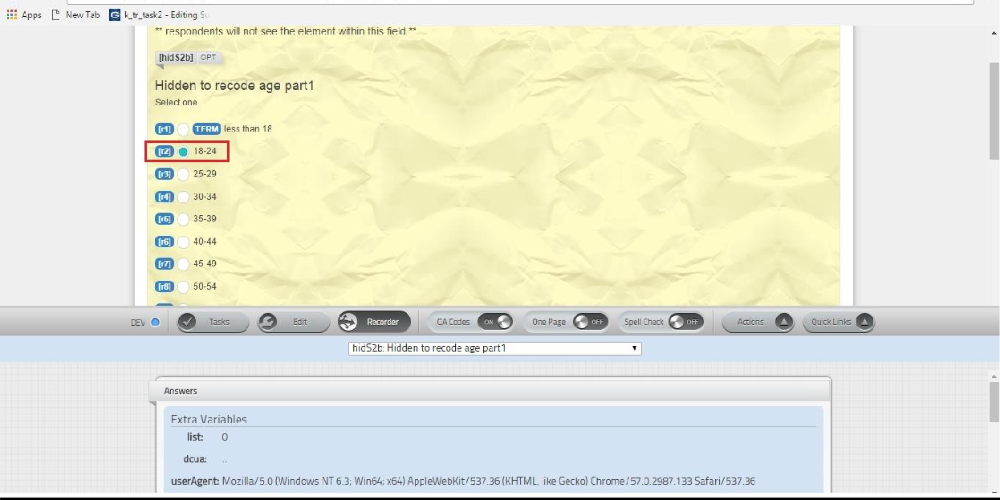 Apps New Tab k_tr_task2 - Editing Su
** respondents will not see the element within this field **
[hidS2b] OPT
Hidden to recode age part1
Select one
[r1] TERM less than 18
[r2] 18-24
[r3] 25-29
[r4] 30-34
[r5] 35-39
[r6] 40-44
[r7] 45-49
[r8] 50-54
DEV Tasks Edit Recorder QA Codes ON One Page OFF Spell Check OFF Actions Quick Links
hidS2b: Hidden to recode age part1
Answers
Extra Variables
list: 0
dcua: ..
userAgent: Mozilla/5.0 (Windows NT 6.3; Win64; x64) AppleWebKit/537.36 (KHTML, like Gecko) Chrome/57.0.2987.133 Safari/537.36